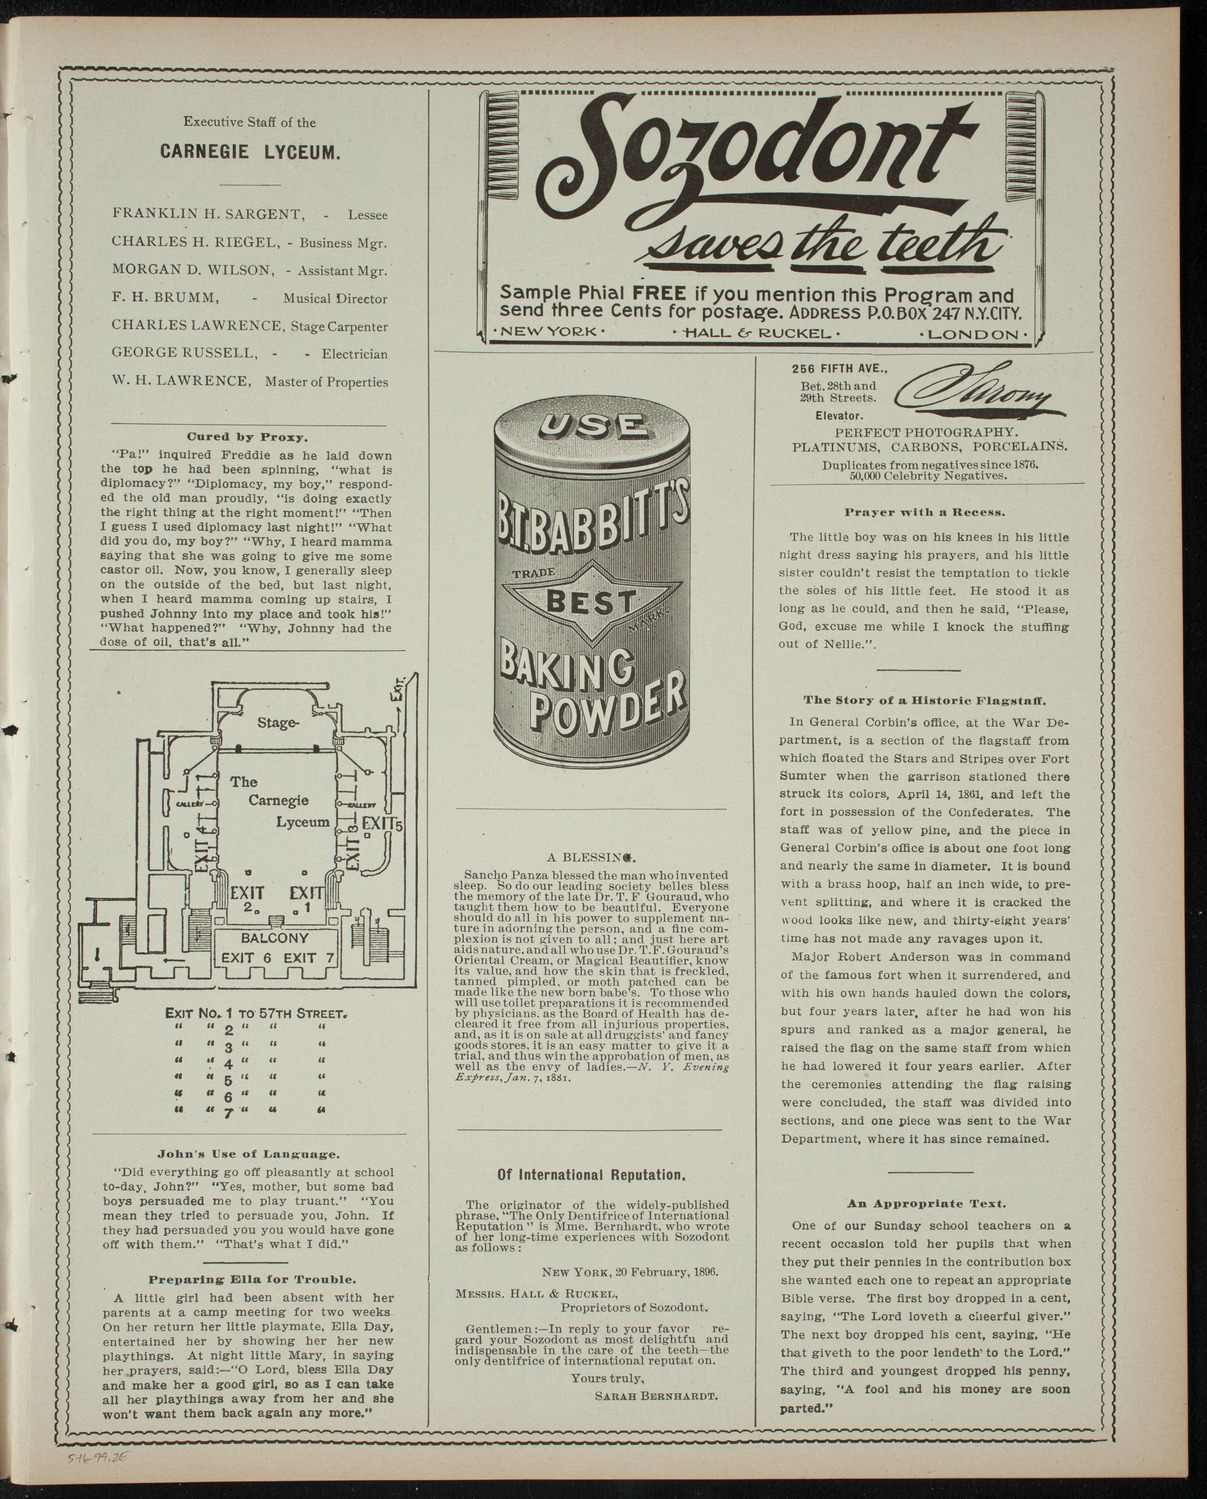 Executive Staff of the
CARNEGIE LYCEUM.
FRANKLIN H. SARGENT, - Lessee
CHARLES H. RIEGEL, - Business Mgr.
MORGAN D. WILSON, - Assistant Mgr.
F. H. BRUMM, - Musical Director
CHARLES LAWRENCE, Stage Carpenter
GEORGE RUSSELL, - - Electrician
W. H. LAWRENCE, Master of Properties
Cured by Proxy.
"Pa!" inquired Freddie as he laid down
the top he had been spinning, "what is
diplomacy?" "Diplomacy, my boy," respond-
ed the old man proudly, "is doing exactly
the right thing at the right moment!" "Then
I guess I used diplomacy last night!" "What
did you do, my boy?" "Why, I heard mamma
saying that she was going to give me some
castor oil. Now, you know, I generally sleep
on the outside of the bed, but last night,
when I heard mamma coming up stairs, I
pushed Johnny into my place and took his!"
"What happened?" "Why, Johnny had the
dose of oil, that's all."
EXIT.
Stage-
The
Carnegie
Lyceum
GALLERY
GALLERY
EXIT 4
EXIT 3
EXIT 5
EXIT EXIT
2. 1
BALCONY
EXIT 6 EXIT 7
EXIT No. 1 TO 57TH STREET.
" " 2 " " "
" " 3 " " "
" " 4 " " "
" " 5 " " "
" " 6 " " "
" " 7 " " "
John's Use of Language.
"Did everything go off pleasantly at school
to-day, John?" "Yes, mother, but some bad
boys persuaded me to play truant." "You
mean they tried to persuade you, John. If
they had persuaded you you would have gone
off with them." "That's what I did."
Preparing Ella for Trouble.
A little girl had been absent with her
parents at a camp meeting for two weeks
On her return her little playmate, Ella Day,
entertained her by showing her her new
playthings. At night little Mary, in saying
her prayers, said:—"O Lord, bless Ella Day
and make her a good girl, so as I can take
all her playthings away from her and she
won't want them back again any more."
Sozodont
saves the teeth
Sample Phial FREE if you mention this Program and
send three Cents for postage. ADDRESS P.O. BOX 247 N.Y. CITY.
· NEW YORK · · HALL & RUCKEL · · LONDON ·
USE
B.T. BABBITT'S
TRADE
BEST
MARK.
BAKING
POWDER
A BLESSING.
Sancho Panza blessed the man who invented
sleep. So do our leading society belles bless
the memory of the late Dr. T. F Gouraud, who
taught them how to be beautiful. Everyone
should do all in his power to supplement na-
ture in adorning the person, and a fine com-
plexion is not given to all; and just here art
aids nature, and all who use Dr. T. F. Gouraud's
Oriental Cream, or Magical Beautifier, know
its value, and how the skin that is freckled,
tanned pimpled, or moth patched can be
made like the new born babe's. To those who
will use toilet preparations it is recommended
by physicians, as the Board of Health has de-
cleared it free from all injurious properties,
and, as it is on sale at all druggists' and fancy
goods stores, it is an easy matter to give it a
trial, and thus win the approbation of men, as
well as the envy of ladies.—N. Y. Evening
Express, Jan. 7, 1881.
Of International Reputation.
The originator of the widely-published
phrase, "The Only Dentifrice of International
Reputation" is Mme. Bernhardt, who wrote
of her long-time experiences with Sozodont
as follows:
NEW YORK, 20 February, 1896.
MESSRS. HALL & RUCKEL,
Proprietors of Sozodont.
Gentlemen:—In reply to your favor re-
gard your Sozodont as most delightfu and
indispensable in the care of the teeth—the
only dentifrice of international reputat on.
Yours truly,
SARAH BERNHARDT.
256 FIFTH AVE.,
Bet. 28th and
29th Streets.
Elevator.
Sarony
PERFECT PHOTOGRAPHY.
PLATINUMS, CARBONS, PORCELAINS.
Duplicates from negatives since 1876.
50,000 Celebrity Negatives.
Prayer with a Recess.
The little boy was on his knees in his little
night dress saying his prayers, and his little
sister couldn't resist the temptation to tickle
the soles of his little feet. He stood it as
long as he could, and then he said, "Please,
God, excuse me while I knock the stuffing
out of Nellie.".
The Story of a Historic Flagstaff.
In General Corbin's office, at the War De-
partment, is a section of the flagstaff from
which floated the Stars and Stripes over Fort
Sumter when the garrison stationed there
struck its colors, April 14, 1861, and left the
fort in possession of the Confederates. The
staff was of yellow pine, and the piece in
General Corbin's office is about one foot long
and nearly the same in diameter. It is bound
with a brass hoop, half an inch wide, to pre-
vent splitting, and where it is cracked the
wood looks like new, and thirty-eight years'
time has not made any ravages upon it.
Major Robert Anderson was in command
of the famous fort when it surrendered, and
with his own hands hauled down the colors,
but four years later, after he had won his
spurs and ranked as a major general, he
raised the flag on the same staff from which
he had lowered it four years earlier. After
the ceremonies attending the flag raising
were concluded, the staff was divided into
sections, and one piece was sent to the War
Department, where it has since remained.
An Appropriate Text.
One of our Sunday school teachers on a
recent occasion told her pupils that when
they put their pennies in the contribution box
she wanted each one to repeat an appropriate
Bible verse. The first boy dropped in a cent,
saying, "The Lord loveth a cheerful giver."
The next boy dropped his cent, saying, "He
that giveth to the poor lendeth to the Lord."
The third and youngest dropped his penny,
saying, "A fool and his money are soon
parted."
5-16-99.2E